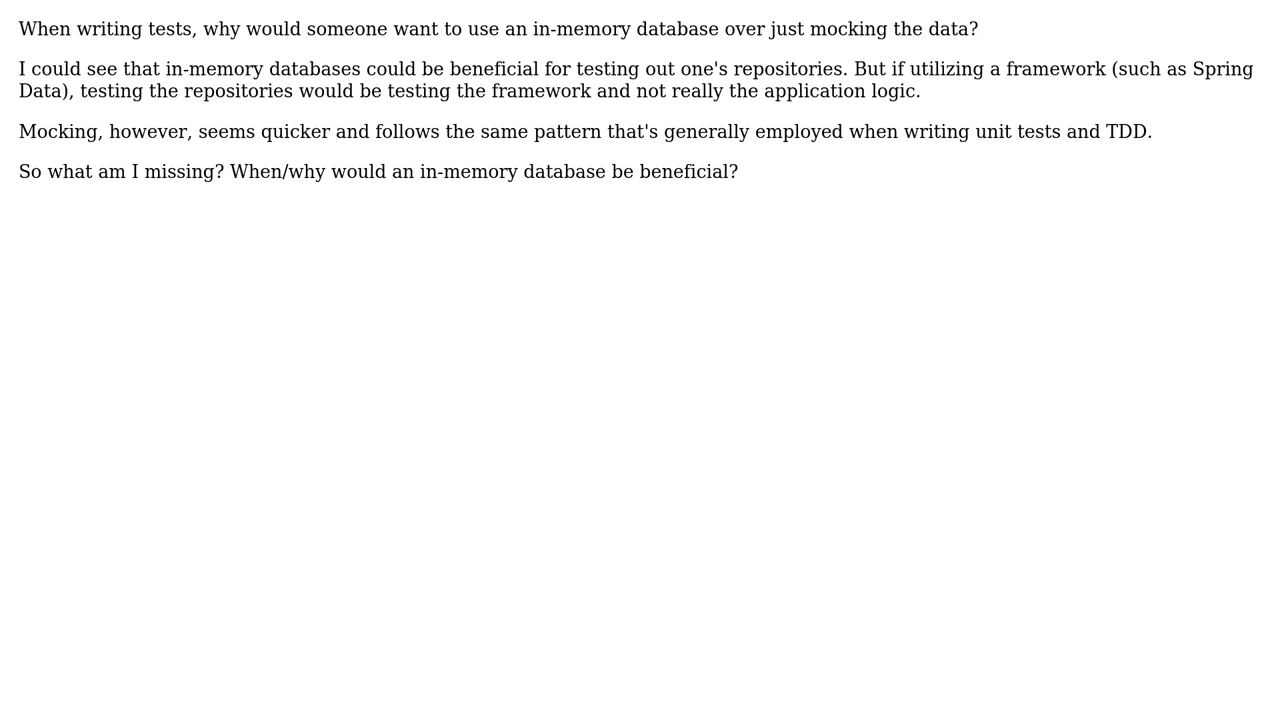 When writing tests, why would someone want to use an in-memory database over just mocking the data?
I could see that in-memory databases could be beneficial for testing out one's repositories. But if utilizing a framework (such as Spring
Data), testing the repositories would be testing the framework and not really the application logic.
Mocking, however, seems quicker and follows the same pattern that's generally employed when writing unit tests and TDD.
So what am I missing? When/why would an in-memory database be beneficial?